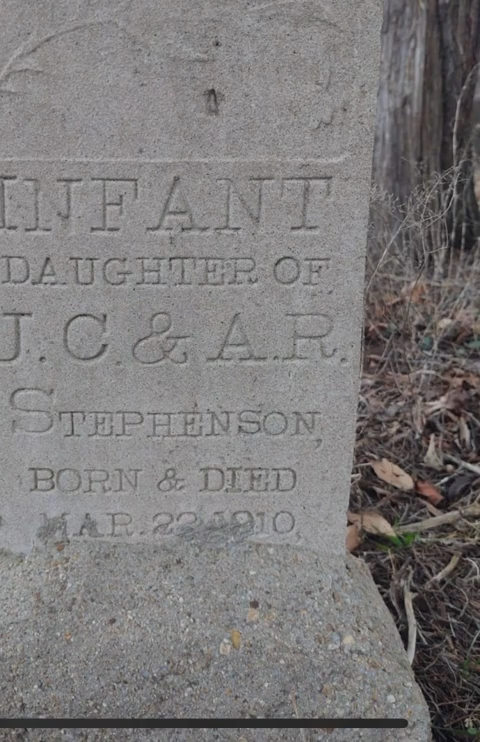 INFANT
DAUGHTER OF
J. C. & A. R.
STEPHENSON,
BORN & DIED
MAR. 22, 1910,